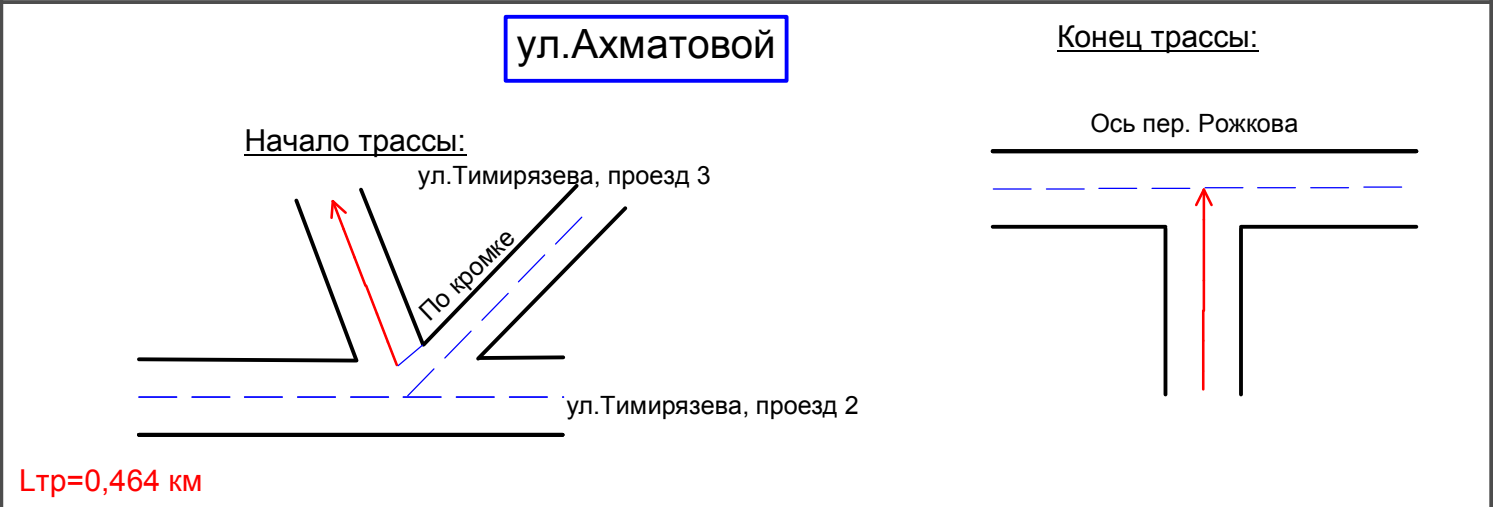 ул.Ахматовой
Конец трассы:
Ось пер. Рожкова
Начало трассы:
ул.Тимирязева, проезд 3
По кромке
ул.Тимирязева, проезд 2
Lтр=0,464 км